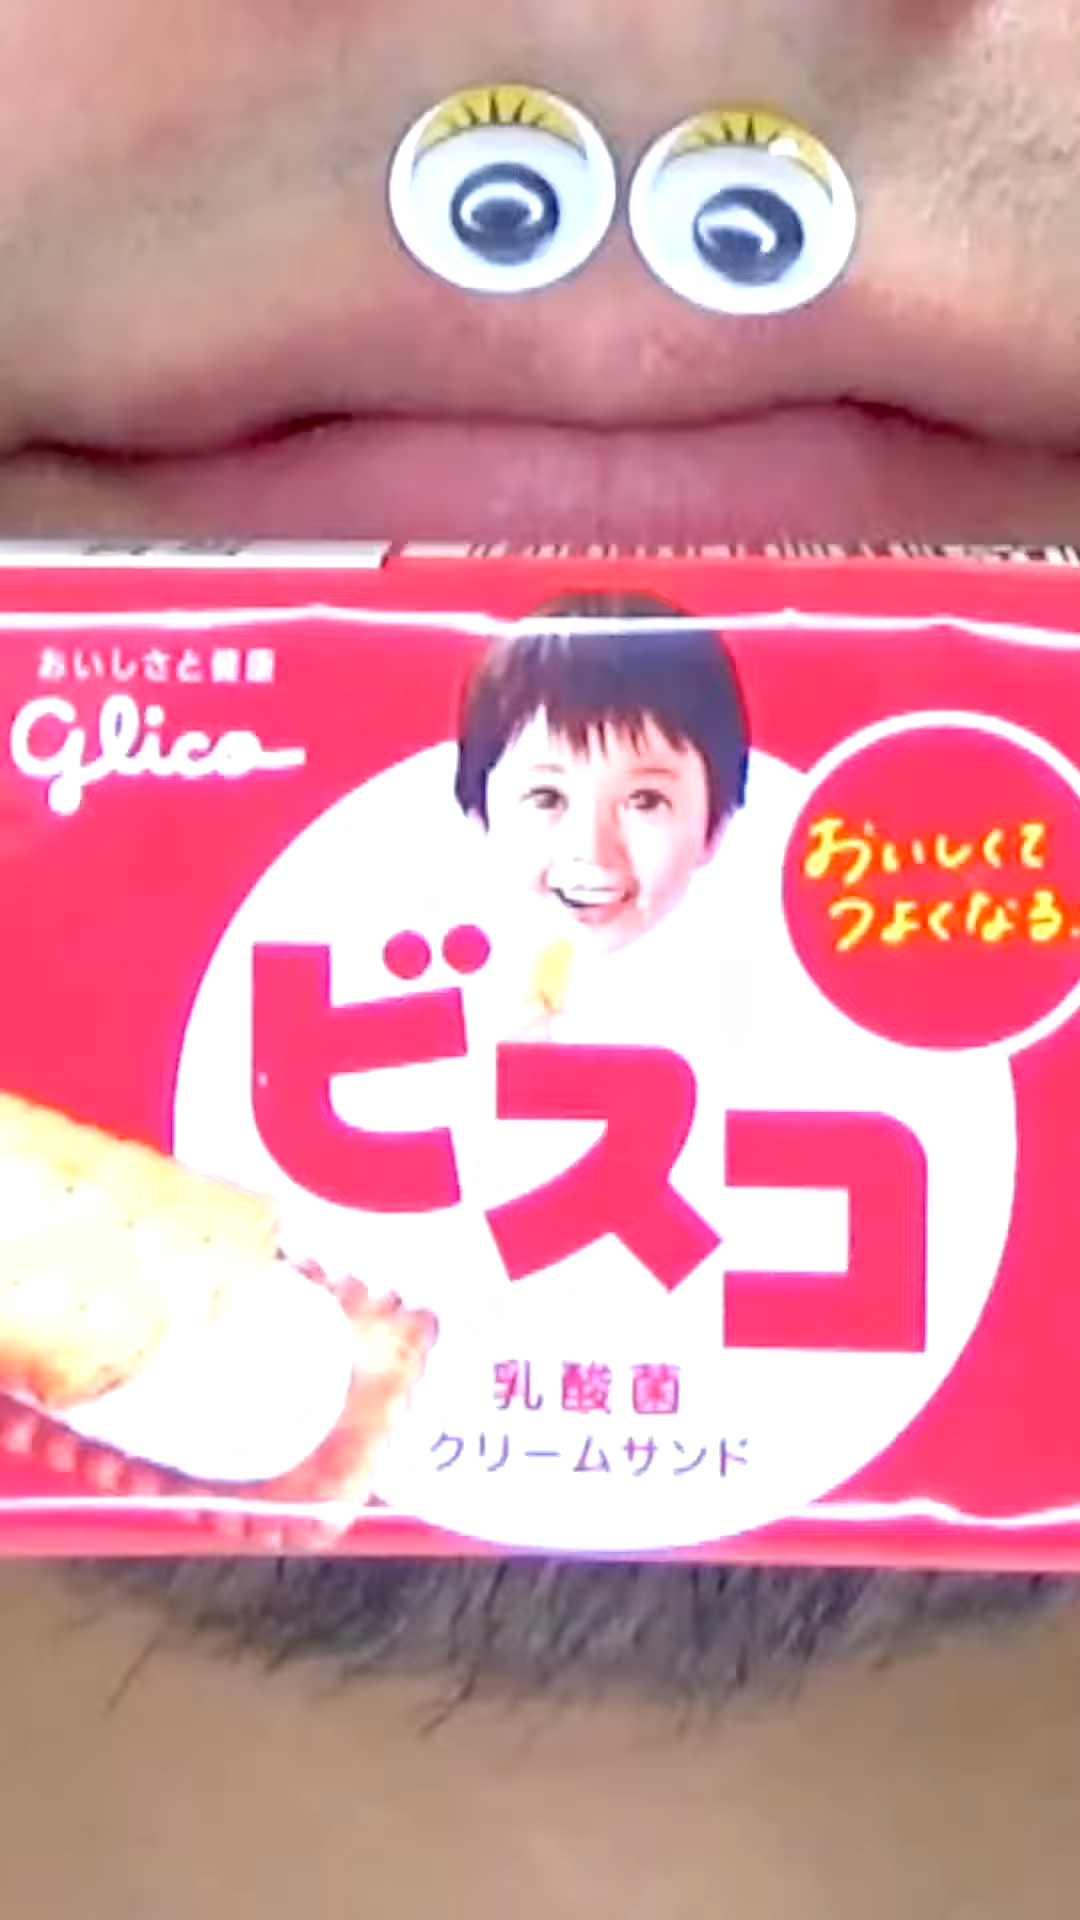 おいしさと健康
glico
おいしくて
つよくなる。
ビスコ
乳酸菌
クリームサンド